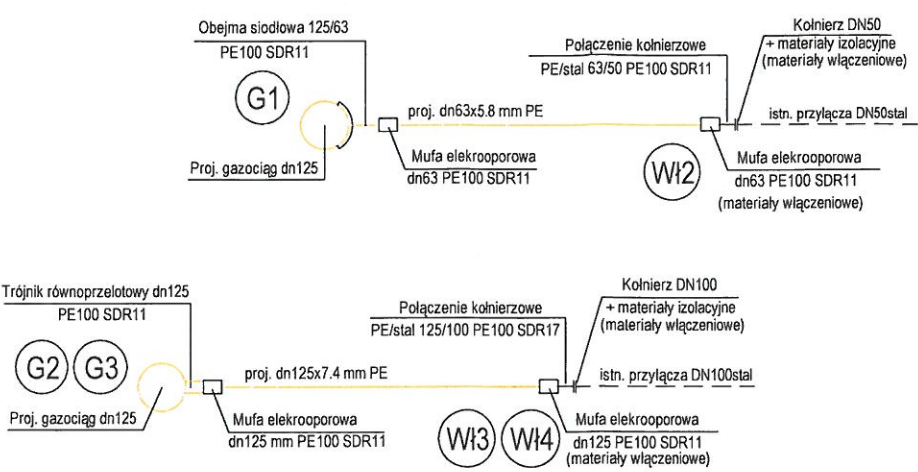 Obejma siodłowa 125/63
PE100 SDR11
G1
Proj. gazociąg dn125
proj. dn63x5.8 mm PE
Mufa elekrooporowa
dn63 PE100 SDR11
Połączenie kołnierzowe
PE/stal 63/50 PE100 SDR11
Kołnierz DN50
+ materiały izolacyjne
(materiały włączeniowe)
istn. przyłącza DN50stal
Wł2
Mufa elekrooporowa
dn63 PE100 SDR11
(materiały włączeniowe)
Trójnik równoprzelotowy dn125
PE100 SDR11
G2 G3
Proj. gazociąg dn125
proj. dn125x7.4 mm PE
Mufa elekrooporowa
dn125 mm PE100 SDR11
Połączenie kołnierzowe
PE/stal 125/100 PE100 SDR17
Kołnierz DN100
+ materiały izolacyjne
(materiały włączeniowe)
istn. przyłącza DN100stal
Wł3 Wł4
Mufa elekrooporowa
dn125 PE100 SDR11
(materiały włączeniowe)